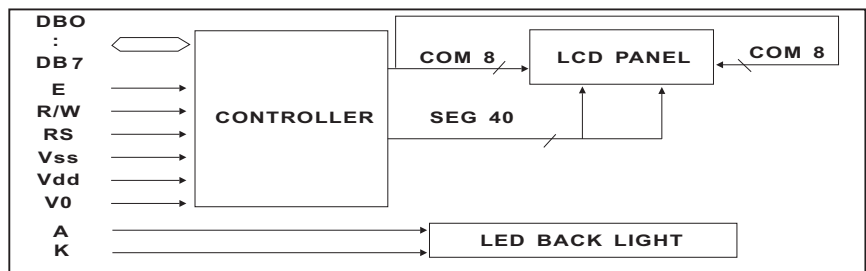 DBO
:
DB7
E
R/W
RS
Vss
Vdd
V0
A
K
CONTROLLER
COM 8
LCD PANEL
COM 8
SEG 40
LED BACK LIGHT